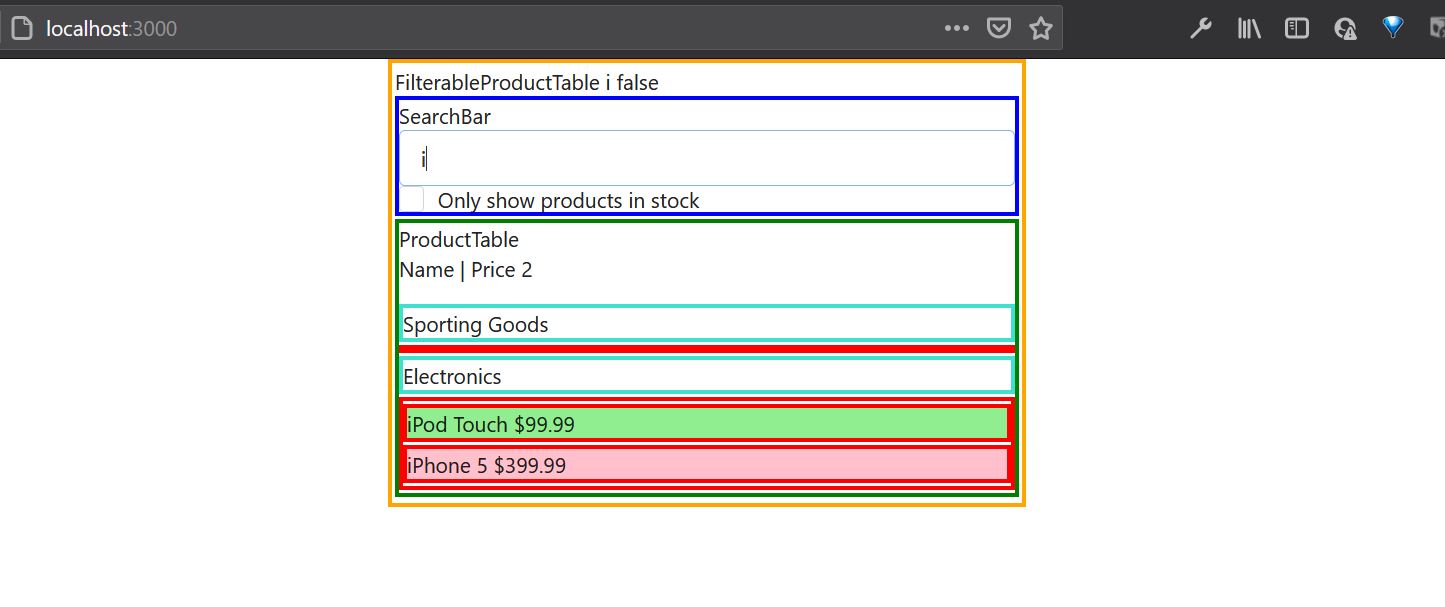 localhost:3000
FilterableProductTable i false
SearchBar
i
Only show products in stock
ProductTable
Name | Price 2
Sporting Goods
Electronics
iPod Touch $99.99
iPhone 5 $399.99